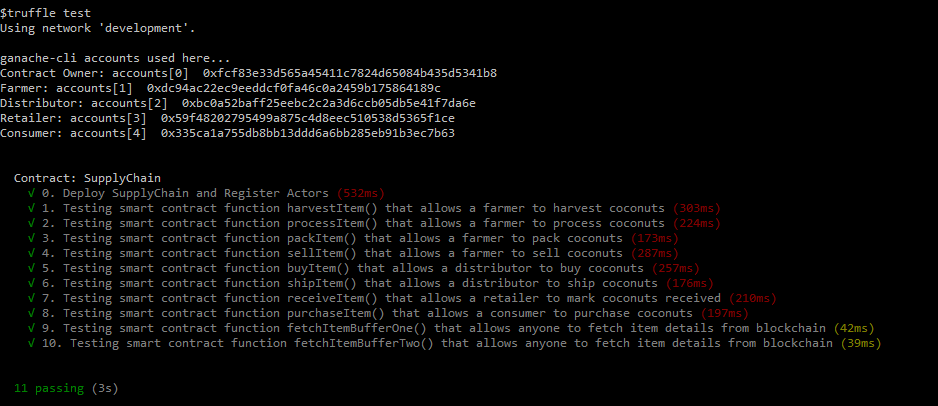 $truffle test
Using network 'development'.
ganache-cli accounts used here...
Contract Owner: accounts[0]  0xfcf83e33d565a45411c7824d65084b435d5341b8
Farmer: accounts[1]  0xdc94ac22ec9eeddcf0fa46c0a2459b175864189c
Distributor: accounts[2]  0xbc0a52baff25eebc2c2a3d6ccb05db5e41f7da6e
Retailer: accounts[3]  0x59f48202795499a875c4d8eec510538d5365f1ce
Consumer: accounts[4]  0x335ca1a755db8bb13ddd6a6bb285eb91b3ec7b63
Contract: SupplyChain
√ 0. Deploy SupplyChain and Register Actors (532ms)
√ 1. Testing smart contract function harvestItem() that allows a farmer to harvest coconuts (303ms)
√ 2. Testing smart contract function processItem() that allows a farmer to process coconuts (224ms)
√ 3. Testing smart contract function packItem() that allows a farmer to pack coconuts (173ms)
√ 4. Testing smart contract function sellItem() that allows a farmer to sell coconuts (287ms)
√ 5. Testing smart contract function buyItem() that allows a distributor to buy coconuts (257ms)
√ 6. Testing smart contract function shipItem() that allows a distributor to ship coconuts (176ms)
√ 7. Testing smart contract function receiveItem() that allows a retailer to mark coconuts received (210ms)
√ 8. Testing smart contract function purchaseItem() that allows a consumer to purchase coconuts (197ms)
√ 9. Testing smart contract function fetchItemBufferOne() that allows anyone to fetch item details from blockchain (42ms)
√ 10. Testing smart contract function fetchItemBufferTwo() that allows anyone to fetch item details from blockchain (39ms)
11 passing (3s)